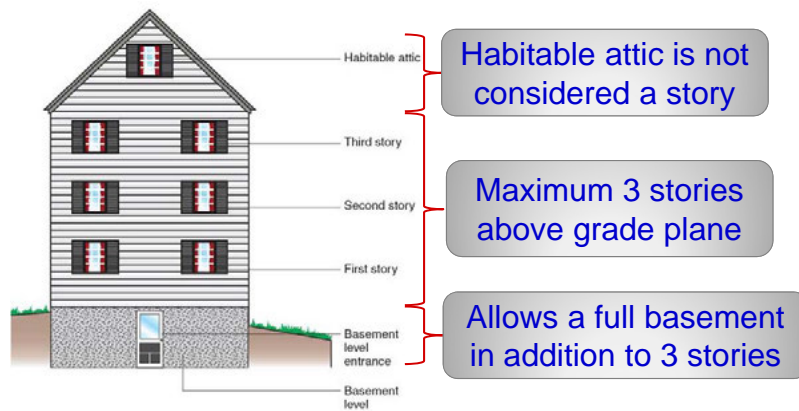 Habitable attic
Habitable attic is not
considered a story
Third story
Second story
First story
Maximum 3 stories
above grade plane
Basement
level
entrance
Basement
level
Allows a full basement
in addition to 3 stories